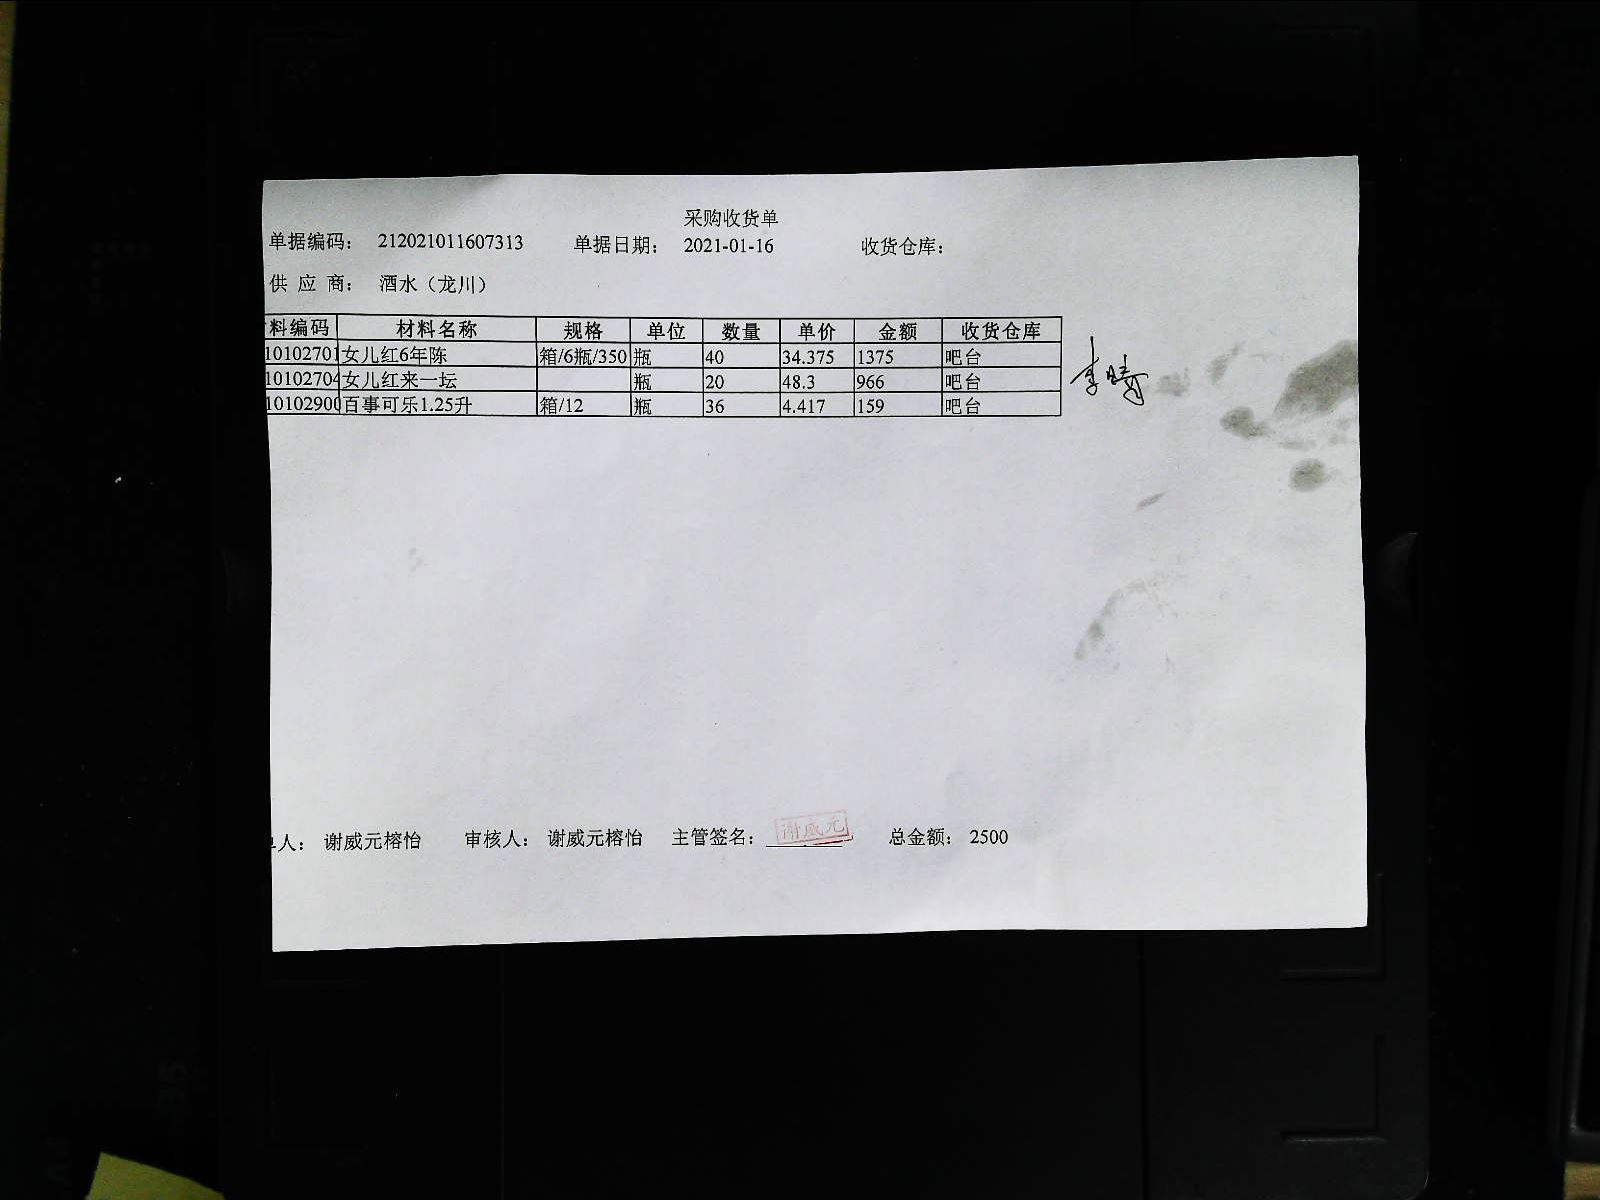 采购收货单
单据编码： 212021011607313 单据日期： 2021-01-16 收货仓库：
供 应 商： 酒水（龙川）
料编码 材料名称 规格 单位 数量 单价 金额 收货仓库
10102701 女儿红6年陈 箱/6瓶/350 瓶 40 34.375 1375 吧台
10102704 女儿红来一坛 瓶 20 48.3 966 吧台
10102900 百事可乐1.25升 箱/12 瓶 36 4.417 159 吧台
单人： 谢威元榕怡 审核人： 谢威元榕怡 主管签名： 谢威元 总金额： 2500